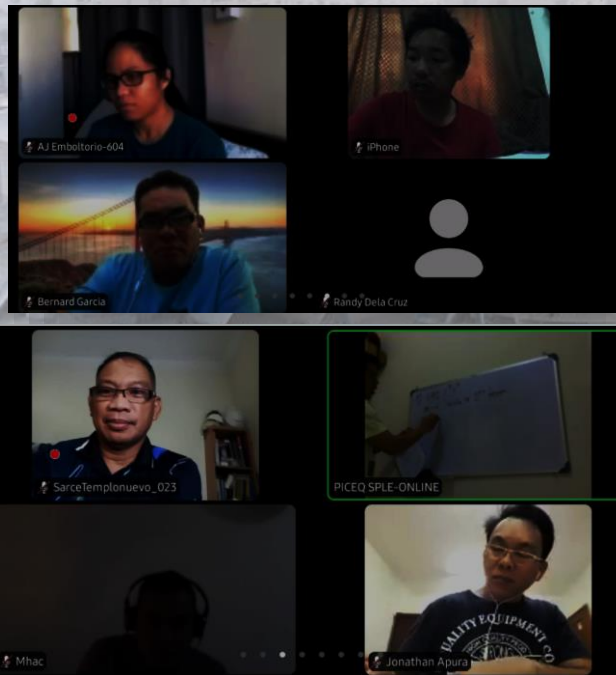 AJ Emboltorio-604
iPhone
Bernard Garcia
Randy Dela Cruz
SarceTemplonuevo_023
PICEQ SPLE-ONLINE
Mhac
Jonathan Apura
QUALITY EQUIPMENT CO